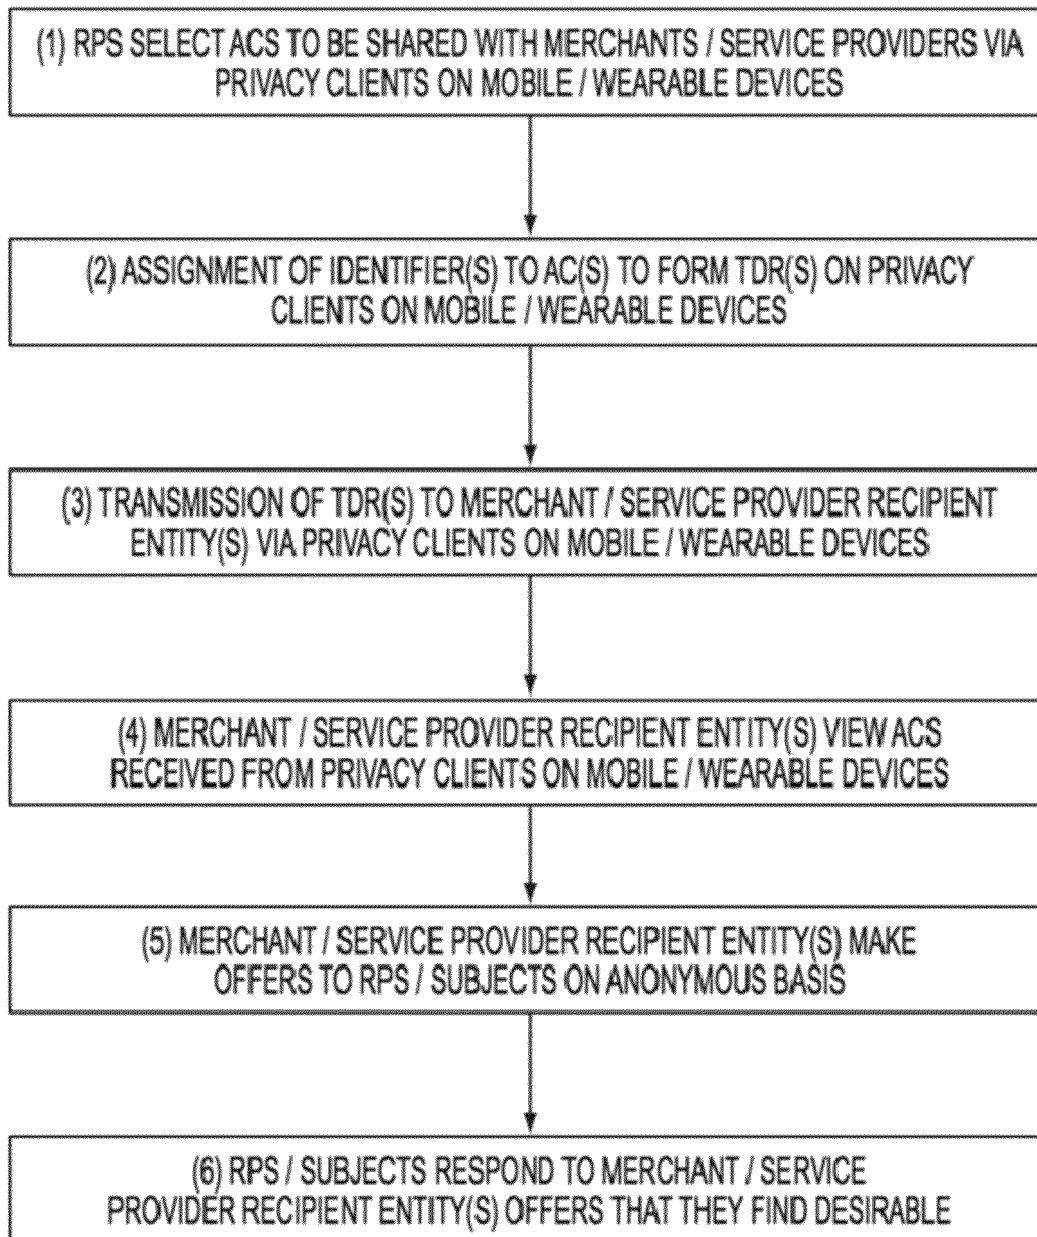 (1) RPS SELECT ACS TO BE SHARED WITH MERCHANTS / SERVICE PROVIDERS VIA
PRIVACY CLIENTS ON MOBILE / WEARABLE DEVICES
(2) ASSIGNMENT OF IDENTIFIER(S) TO AC(S) TO FORM TDR(S) ON PRIVACY
CLIENTS ON MOBILE / WEARABLE DEVICES
(3) TRANSMISSION OF TDR(S) TO MERCHANT / SERVICE PROVIDER RECIPIENT
ENTITY(S) VIA PRIVACY CLIENTS ON MOBILE / WEARABLE DEVICES
(4) MERCHANT / SERVICE PROVIDER RECIPIENT ENTITY(S) VIEW ACS
RECEIVED FROM PRIVACY CLIENTS ON MOBILE / WEARABLE DEVICES
(5) MERCHANT / SERVICE PROVIDER RECIPIENT ENTITY(S) MAKE
OFFERS TO RPS / SUBJECTS ON ANONYMOUS BASIS
(6) RPS / SUBJECTS RESPOND TO MERCHANT / SERVICE
PROVIDER RECIPIENT ENTITY(S) OFFERS THAT THEY FIND DESIRABLE